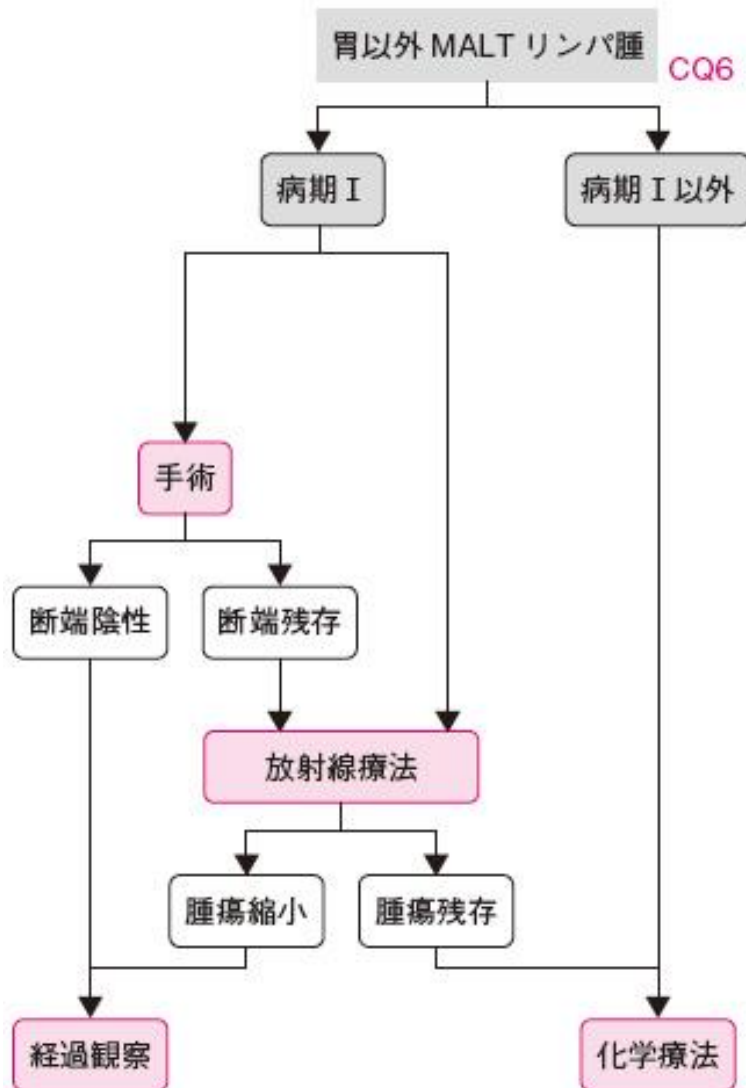 胃以外 MALT リンパ腫
CQ6
病期 I
病期 I 以外
手術
断端陰性
断端残存
放射線療法
腫瘍縮小
腫瘍残存
経過観察
化学療法